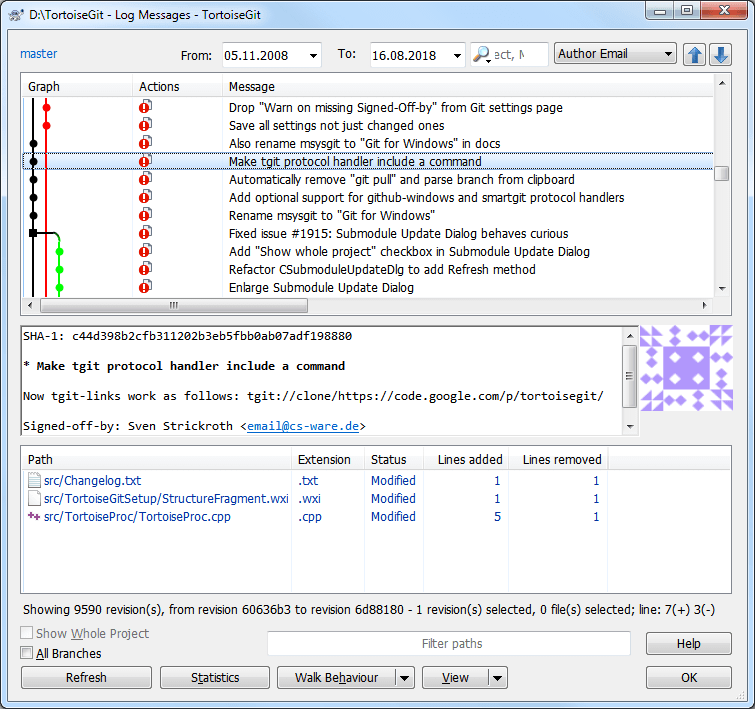 D:\TortoiseGit - Log Messages - TortoiseGit
master From: 05.11.2008 To: 16.08.2018 ect, M Author Email
Graph Actions Message
Drop "Warn on missing Signed-Off-by" from Git settings page
Save all settings not just changed ones
Also rename msysgit to "Git for Windows" in docs
Make tgit protocol handler include a command
Automatically remove "git pull" and parse branch from clipboard
Add optional support for github-windows and smartgit protocol handlers
Rename msysgit to "Git for Windows"
Fixed issue #1915: Submodule Update Dialog behaves curious
Add "Show whole project" checkbox in Submodule Update Dialog
Refactor CSubmoduleUpdateDlg to add Refresh method
Enlarge Submodule Update Dialog
SHA-1: c44d398b2cfb311202b3eb5fbb0ab07adf198880
* Make tgit protocol handler include a command
Now tgit-links work as follows: tgit://clone/https://code.google.com/p/tortoisegit/
Signed-off-by: Sven Strickroth <email@cs-ware.de>
Path Extension Status Lines added Lines removed
src/Changelog.txt .txt Modified 1 1
src/TortoiseGitSetup/StructureFragment.wxi .wxi Modified 1 1
src/TortoiseProc/TortoiseProc.cpp .cpp Modified 5 1
Showing 9590 revision(s), from revision 60636b3 to revision 6d88180 - 1 revision(s) selected, 0 file(s) selected; line: 7(+) 3(-)
Show Whole Project
Filter paths Help
All Branches
Refresh Statistics Walk Behaviour View OK